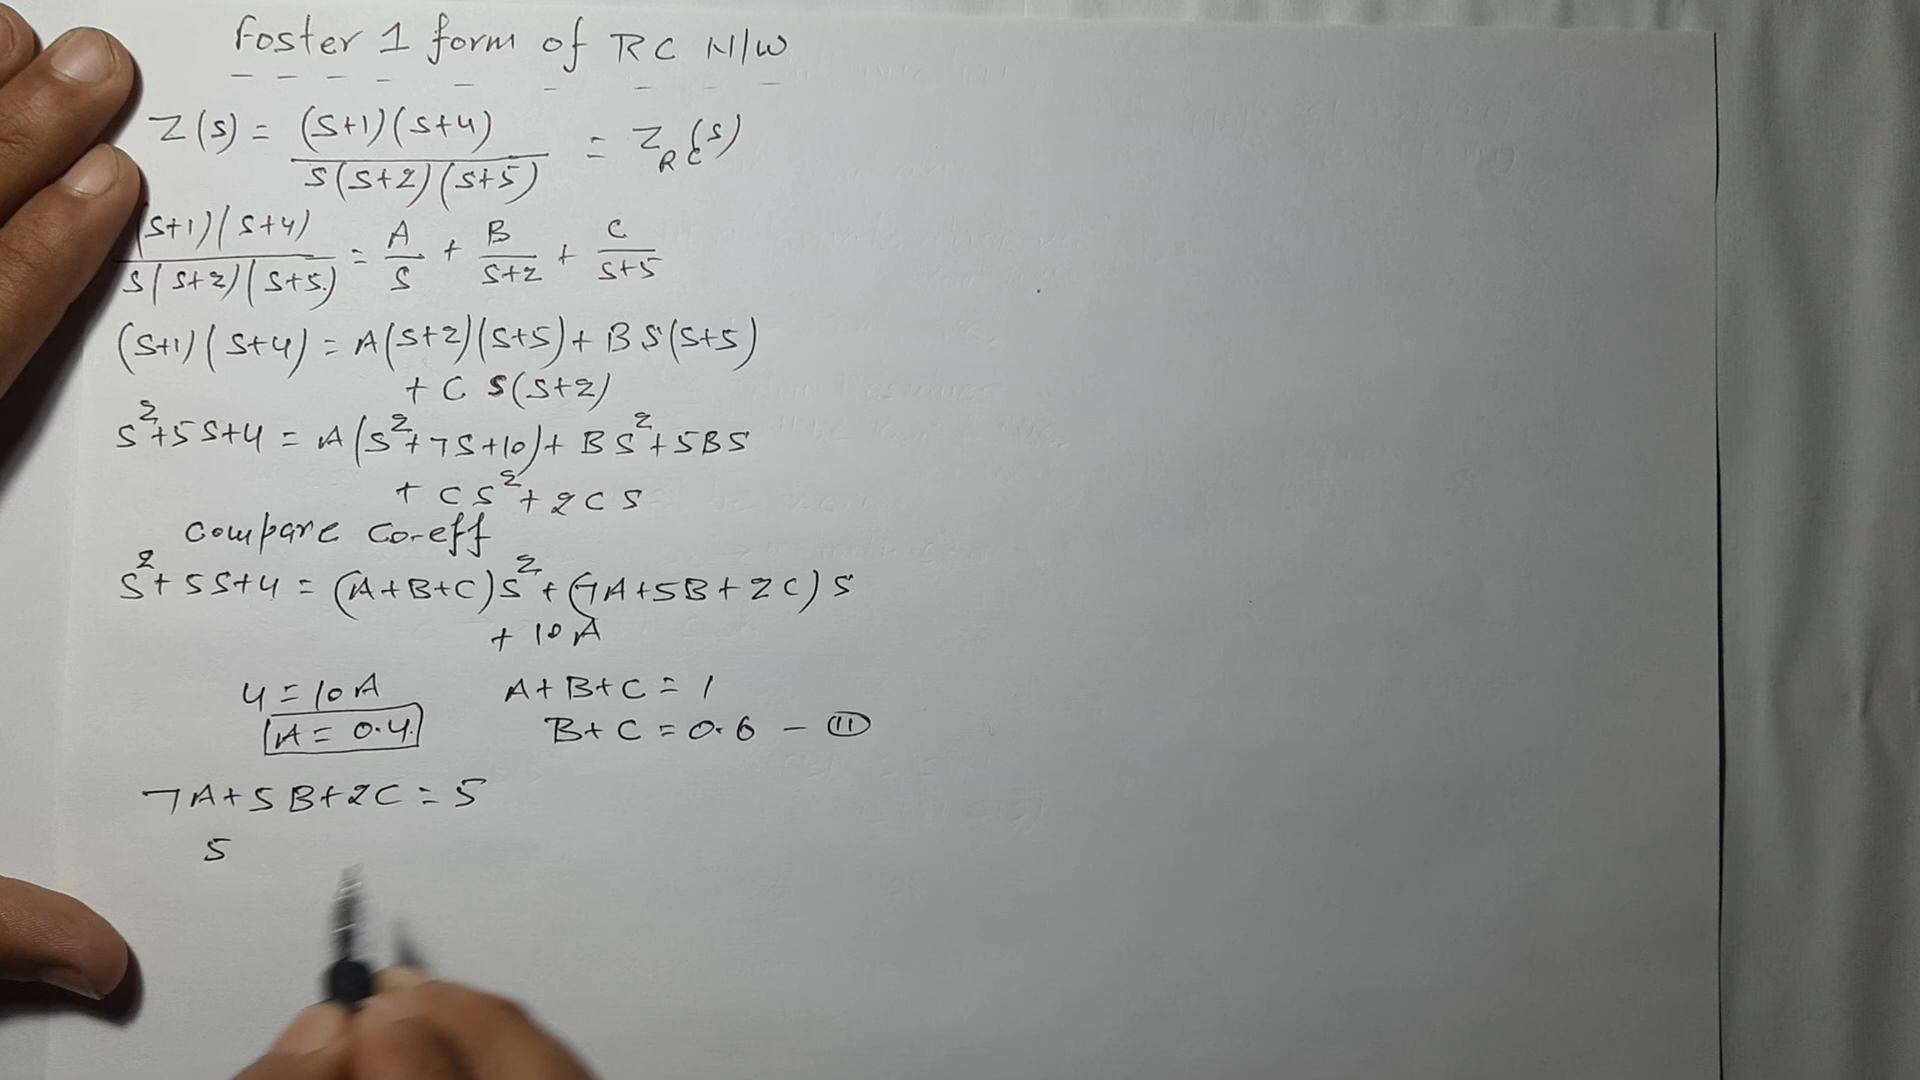 Foster 1 form of RC N/W
Z(s) = (S+1)(S+4) / S(S+2)(S+5) = Z_RC(s)
(S+1)(S+4) / S(S+2)(S+5) = A/S + B/(S+2) + C/(S+5)
(S+1)(S+4) = A(S+2)(S+5) + BS(S+5)
+ C S(S+2)
S²+5S+4 = A(S²+7S+10) + BS²+5BS
+ CS²+2CS
Compare Co-eff
S²+5S+4 = (A+B+C)S² + (7A+5B+2C)S
+ 10A
4 = 10A A+B+C = 1
A = 0.4 B+C = 0.6 - (11)
7A+5B+2C = 5
5